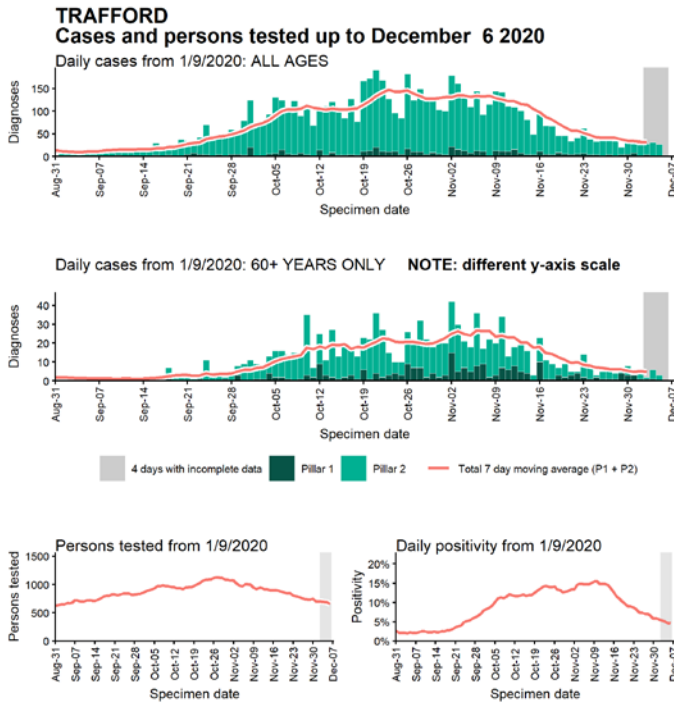 TRAFFORD
Cases and persons tested up to December 6 2020
Daily cases from 1/9/2020: ALL AGES
Diagnoses
150
100
50
0
Aug-31
Sep-07
Sep-14
Sep-21
Sep-28
Oct-05
Oct-12
Oct-19
Oct-26
Nov-02
Nov-09
Nov-16
Nov-23
Nov-30
Dec-07
Specimen date
Daily cases from 1/9/2020: 60+ YEARS ONLY NOTE: different y-axis scale
Diagnoses
40
30
20
10
0
Aug-31
Sep-07
Sep-14
Sep-21
Sep-28
Oct-05
Oct-12
Oct-19
Oct-26
Nov-02
Nov-09
Nov-16
Nov-23
Nov-30
Dec-07
Specimen date
4 days with incomplete data Pillar 1 Pillar 2 Total 7 day moving average (P1 + P2)
Persons tested from 1/9/2020
Persons tested
1500
1000
500
0
Aug-31
Sep-07
Sep-14
Sep-21
Sep-28
Oct-05
Oct-12
Oct-19
Oct-26
Nov-02
Nov-09
Nov-16
Nov-23
Nov-30
Dec-07
Specimen date
Daily positivity from 1/9/2020
Positivity
20%
15%
10%
5%
0%
Aug-31
Sep-07
Sep-14
Sep-21
Sep-28
Oct-05
Oct-12
Oct-19
Oct-26
Nov-02
Nov-09
Nov-16
Nov-23
Nov-30
Dec-07
Specimen date